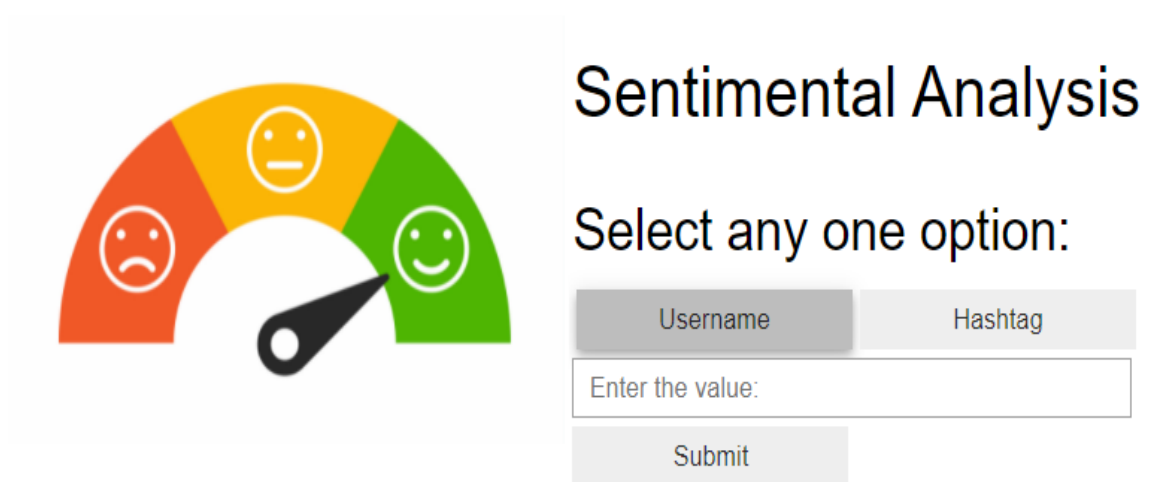 Sentimental Analysis
Select any one option:
Username Hashtag
Enter the value:
Submit